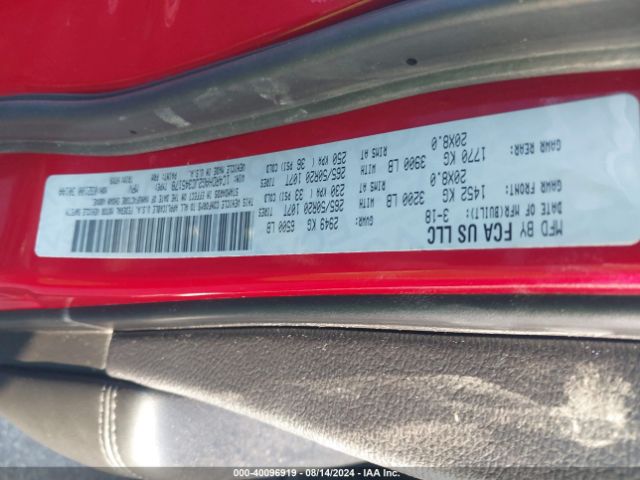 MFD BY FCA US LLC
DATE OF MFR(BUILT): 3-18
GVWR: 2949 KG 6500 LB
GAWR FRONT: 1452 KG 3200 LB
WITH 265/50R20 107T TIRES
20X8.0 RIMS AT 230 KPA ( 33 PSI) COLD
GAWR REAR: 1770 KG 3900 LB
WITH 265/50R20 107T TIRES
20X8.0 RIMS AT 250 KPA ( 36 PSI) COLD
THIS VEHICLE CONFORMS TO ALL APPLICABLE U.S.A. FEDERAL MOTOR VEHICLE SAFETY
STANDARDS IN EFFECT ON THE DATE OF MANUFACTURE SHOWN ABOVE.
VEHICLE MADE IN U.S.A.
000-40096919 • 08/14/2024 • IAA Inc.